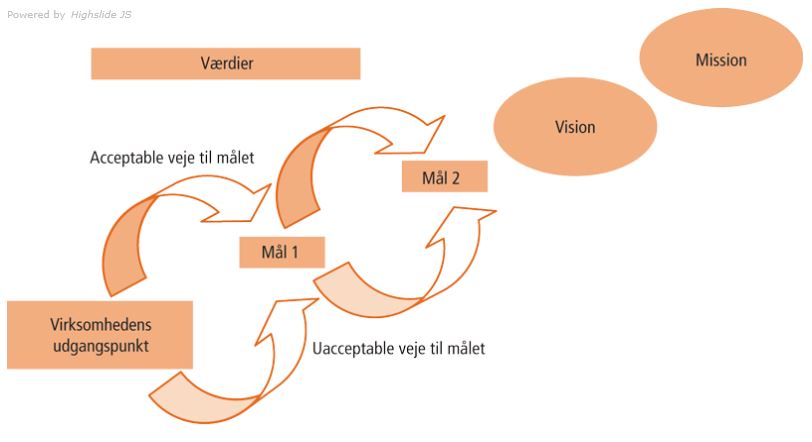 Powered by Highslide JS
Mission
Værdier
Vision
Acceptable veje til målet
Mål 2
Mål 1
Virksomhedens
udgangspunkt
Uacceptable veje til målet